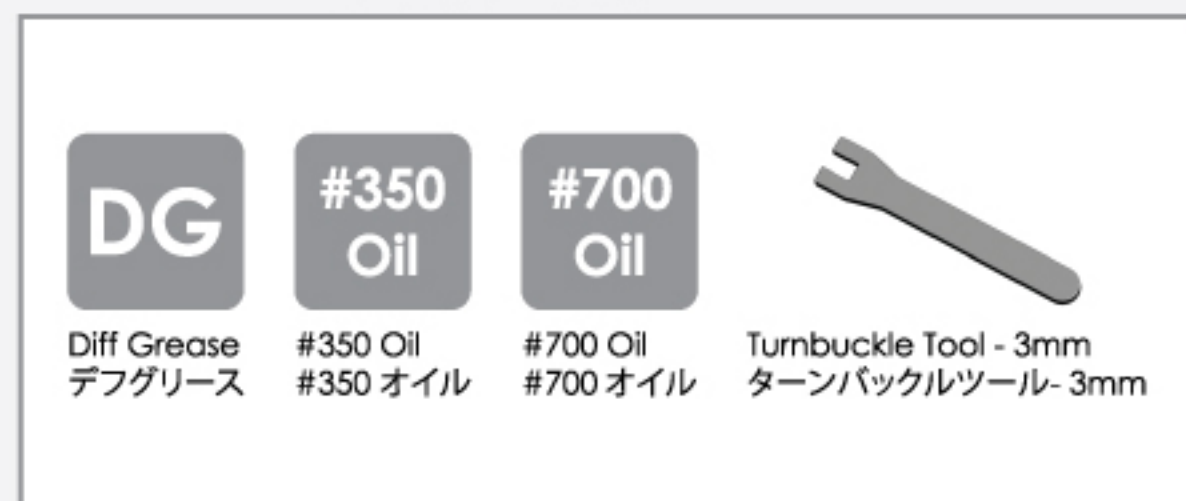 DG
#350
Oil
#700
Oil
Diff Grease
デフグリース
#350 Oil
#350 オイル
#700 Oil
#700 オイル
Turnbuckle Tool - 3mm
ターンバックルツール- 3mm